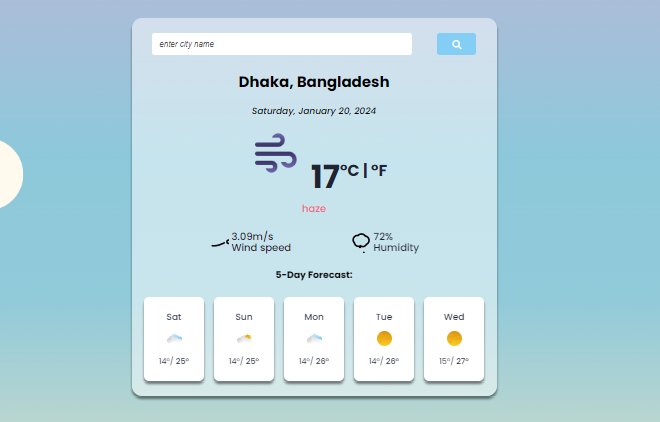 enter city name
Dhaka, Bangladesh
Saturday, January 20, 2024
17°C | °F
haze
3.09m/s
Wind speed
72%
Humidity
5-Day Forecast:
Sat Sun Mon Tue Wed
14°/ 25° 14°/ 25° 14°/ 26° 14°/ 26° 15°/ 27°